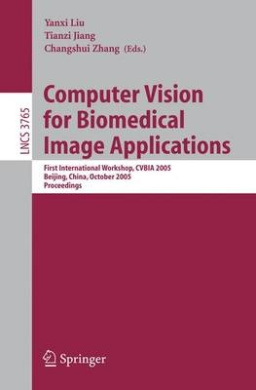 Yanxi Liu
Tianzi Jiang
Changshui Zhang (Eds.)
LNCS 3765
Computer Vision
for Biomedical
Image Applications
First International Workshop, CVBIA 2005
Beijing, China, October 2005
Proceedings
Springer